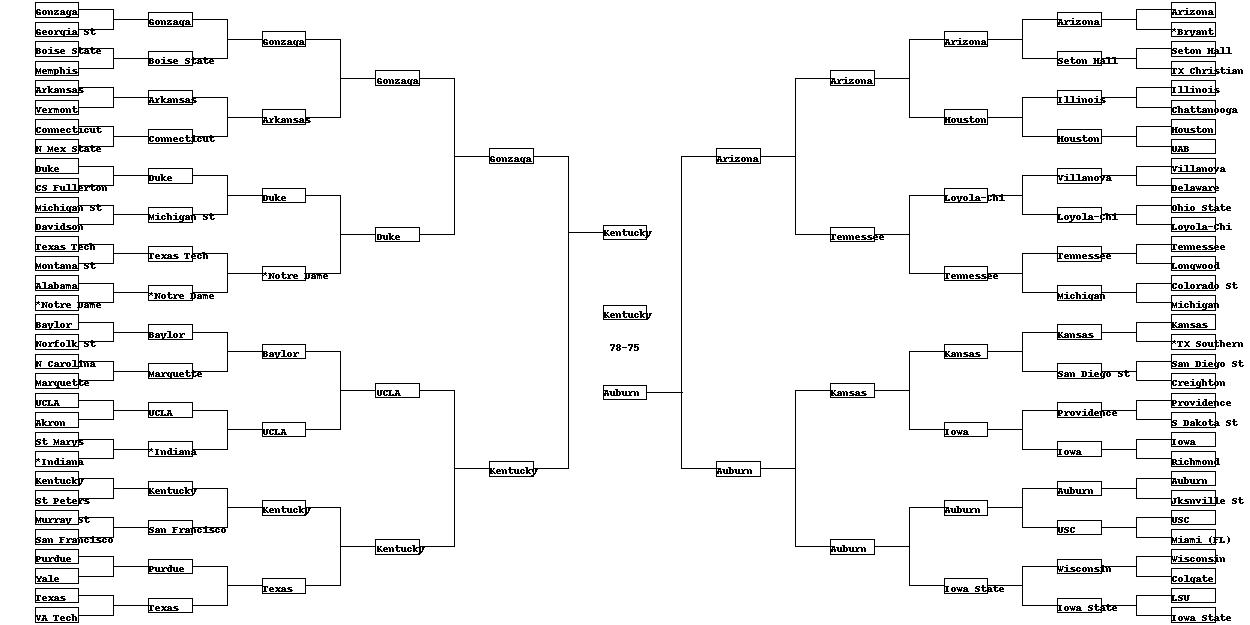 Gonzaga
Georgia St
Boise State
Memphis
Arkansas
Vermont
Connecticut
N Mex State
Duke
CS Fullerton
Michigan St
Davidson
Texas Tech
Montana St
Alabama
*Notre Dame
Baylor
Norfolk St
N Carolina
Marquette
UCLA
Akron
St Marys
*Indiana
Kentucky
St Peters
Murray St
San Francisco
Purdue
Yale
Texas
VA Tech
Gonzaga
Boise State
Arkansas
Connecticut
Duke
Michigan St
Texas Tech
*Notre Dame
Baylor
Marquette
UCLA
*Indiana
Kentucky
San Francisco
Purdue
Texas
Gonzaga
Arkansas
Duke
*Notre Dame
Baylor
UCLA
Kentucky
Texas
Gonzaga
Duke
UCLA
Kentucky
Gonzaga
Kentucky
Kentucky
Kentucky
78-75
Auburn
Arizona
Auburn
Arizona
Tennessee
Kansas
Auburn
Arizona
Houston
Loyola-Chi
Tennessee
Kansas
Iowa
Auburn
Iowa State
Arizona
Seton Hall
Illinois
Houston
Villanova
Loyola-Chi
Tennessee
Michigan
Kansas
San Diego St
Providence
Iowa
Auburn
USC
Wisconsin
Iowa State
Arizona
*Bryant
Seton Hall
TX Christian
Illinois
Chattanooga
Houston
UAB
Villanova
Delaware
Ohio State
Loyola-Chi
Tennessee
Longwood
Colorado St
Michigan
Kansas
*TX Southern
San Diego St
Creighton
Providence
S Dakota St
Iowa
Richmond
Auburn
Jksnville St
USC
Miami (FL)
Wisconsin
Colgate
LSU
Iowa State